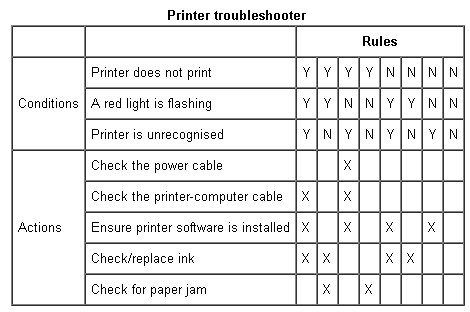 Printer troubleshooter
Rules
Conditions
Printer does not print Y Y Y Y N N N N
A red light is flashing Y Y N N Y Y N N
Printer is unrecognised Y N Y N Y N Y N
Actions
Check the power cable X
Check the printer-computer cable X X
Ensure printer software is installed X X X X
Check/replace ink X X X X
Check for paper jam X X